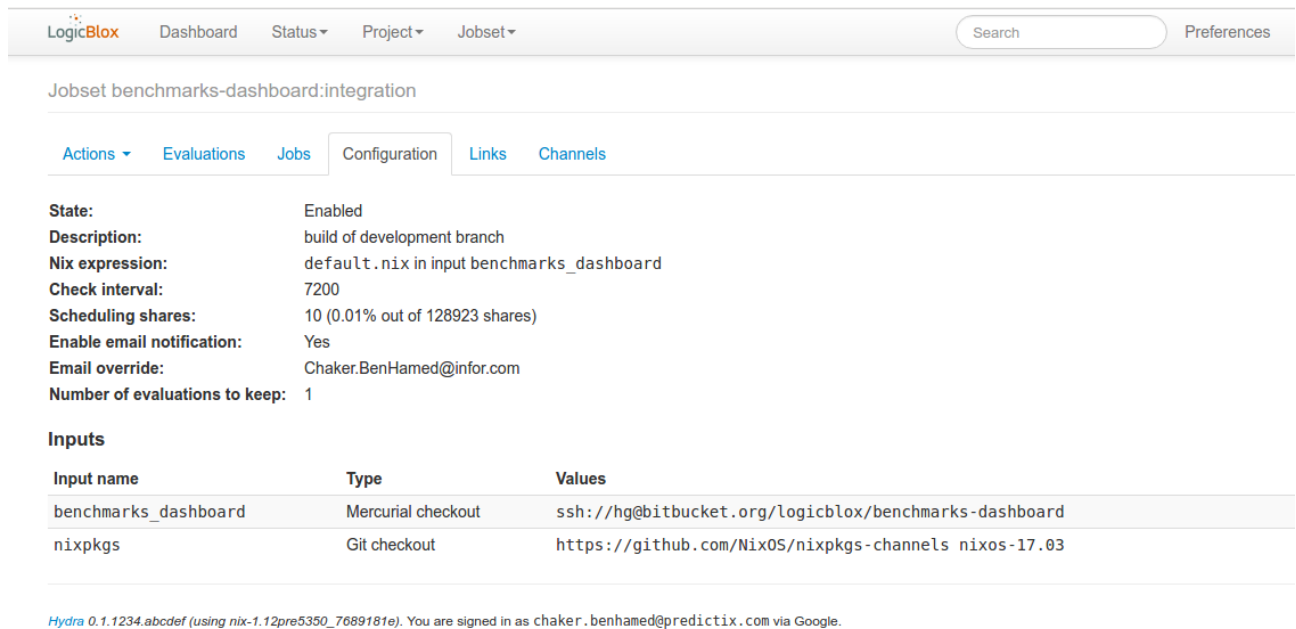 LogicBlox Dashboard Status Project Jobset Search Preferences
Jobset benchmarks-dashboard:integration
Actions Evaluations Jobs Configuration Links Channels
State: Enabled
Description: build of development branch
Nix expression: default.nix in input benchmarks_dashboard
Check interval: 7200
Scheduling shares: 10 (0.01% out of 128923 shares)
Enable email notification: Yes
Email override: Chaker.BenHamed@infor.com
Number of evaluations to keep: 1
Inputs
Input name Type Values
benchmarks_dashboard Mercurial checkout ssh://hg@bitbucket.org/logicblox/benchmarks-dashboard
nixpkgs Git checkout https://github.com/NixOS/nixpkgs-channels nixos-17.03
Hydra 0.1.1234.abcdef (using nix-1.12pre5350_7689181e). You are signed in as chaker.benhamed@predictix.com via Google.